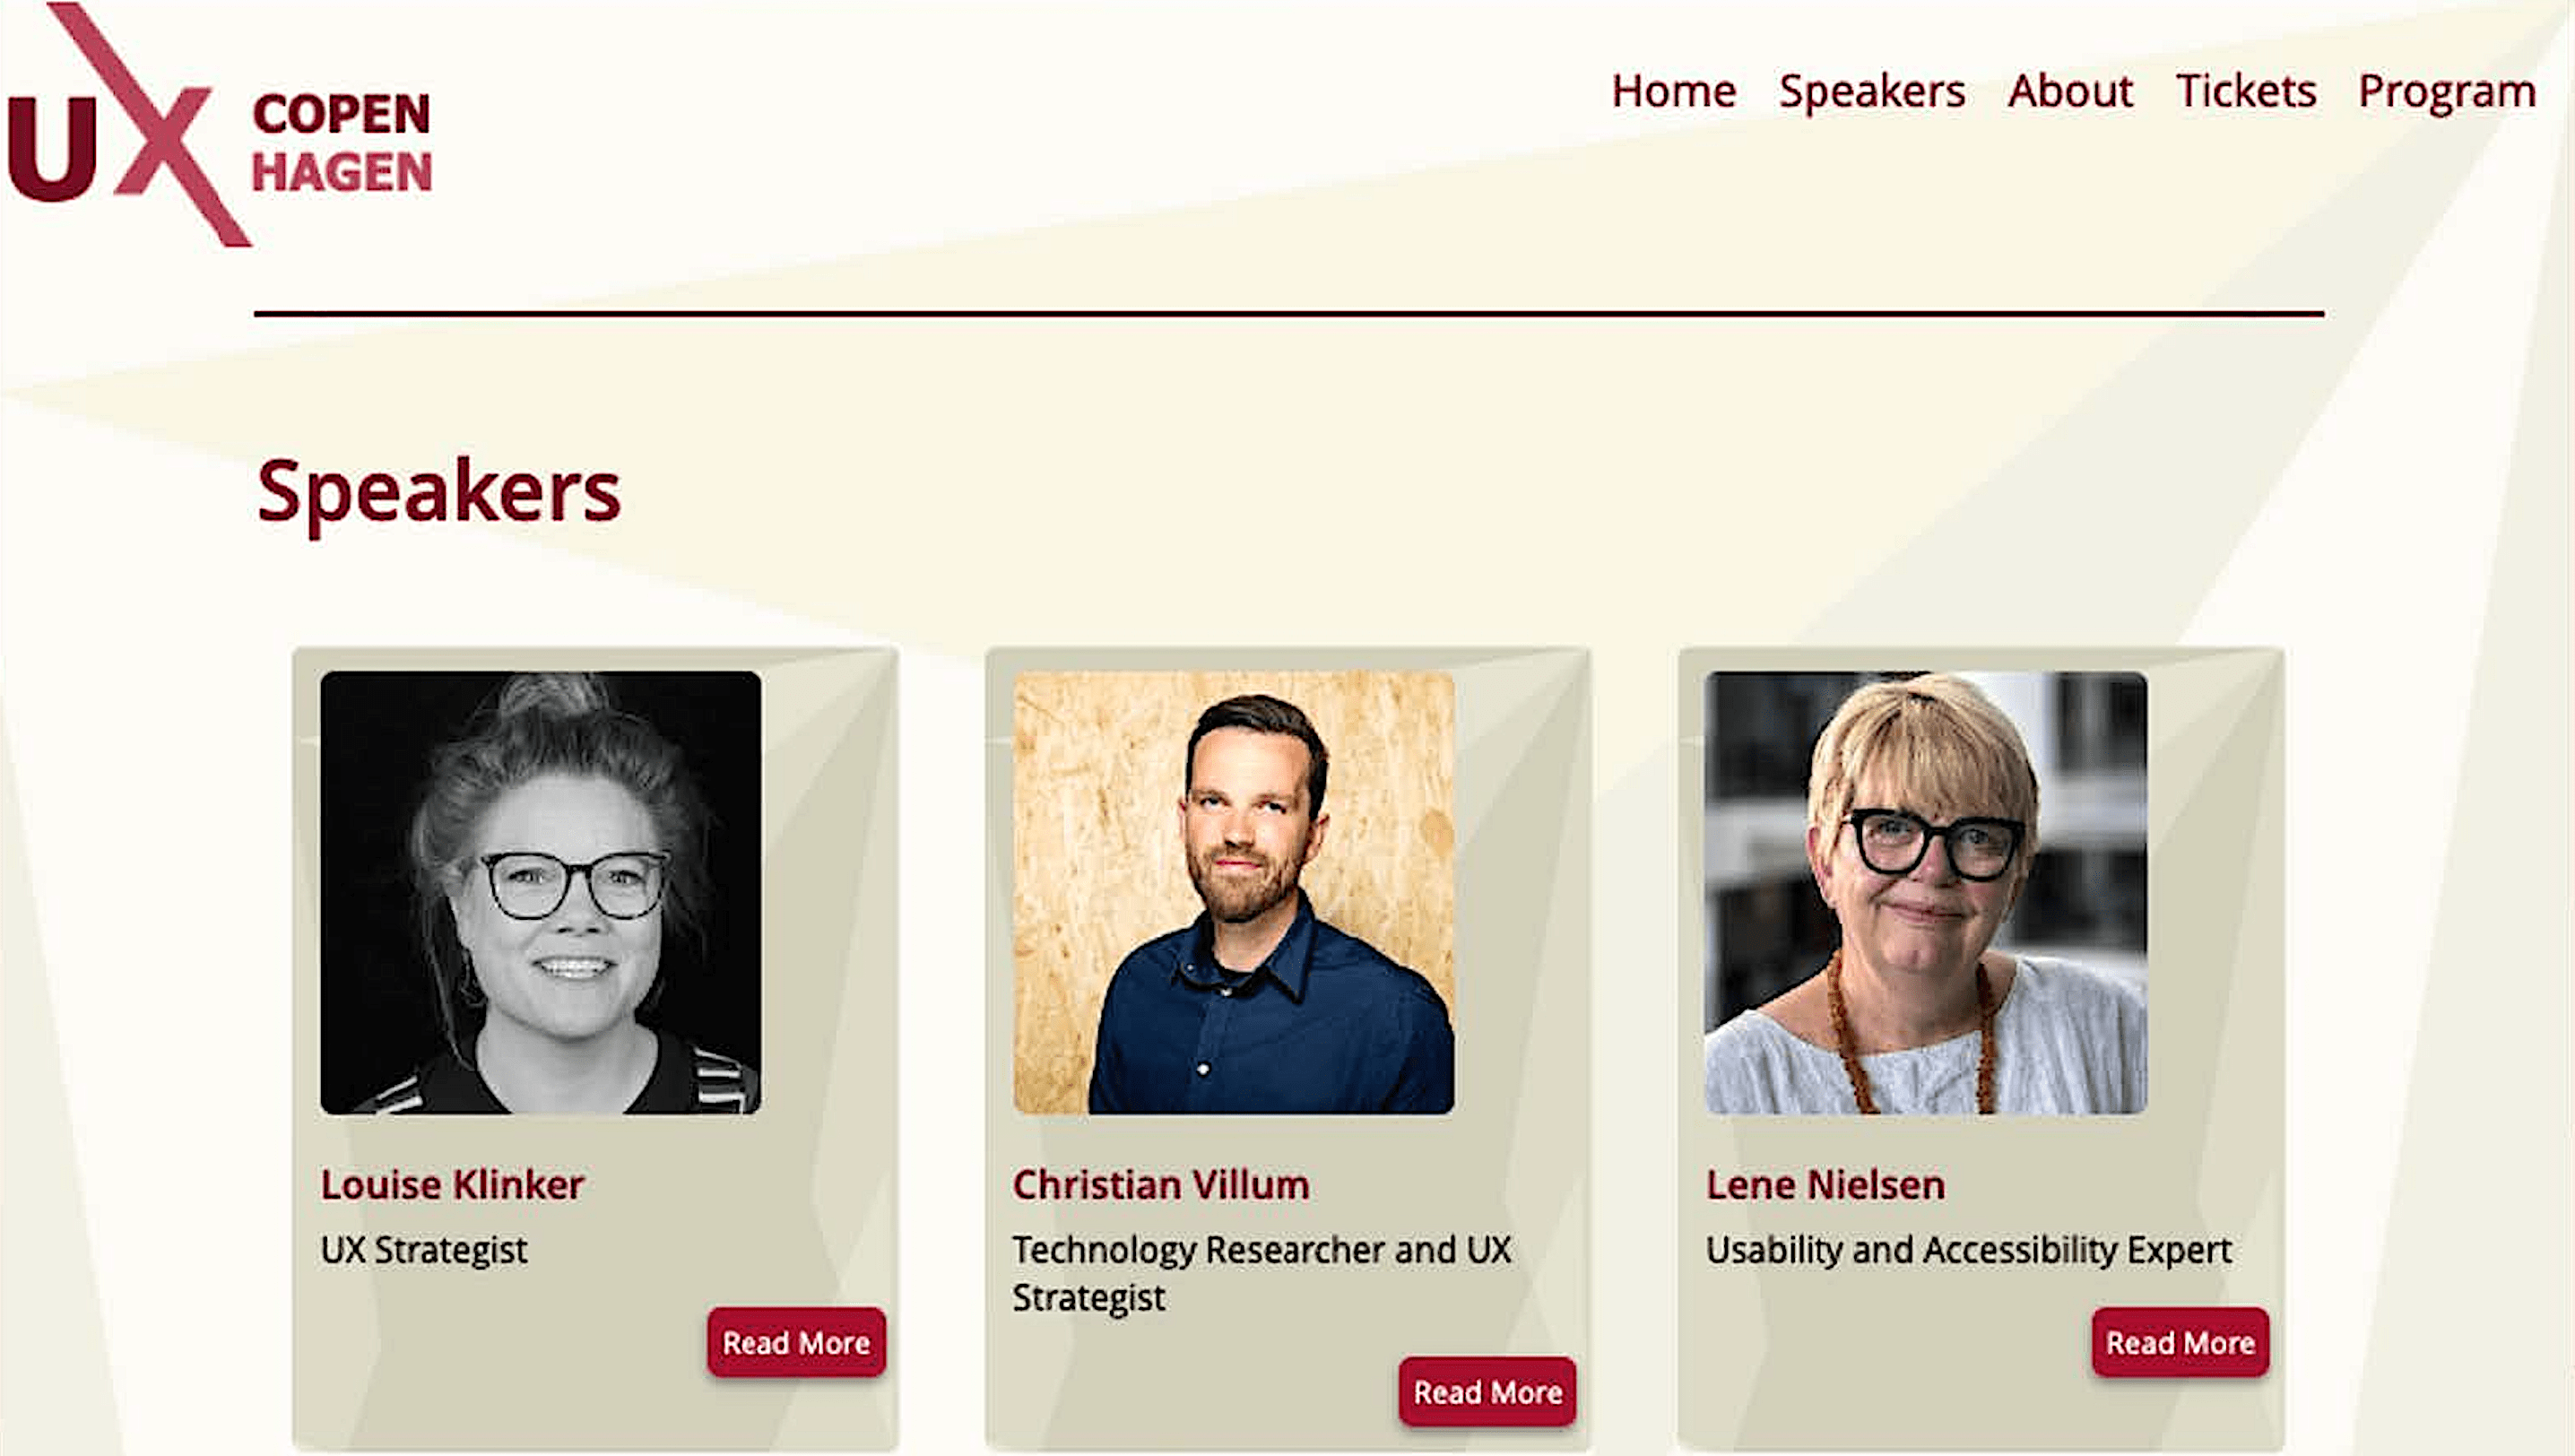 UX COPEN
HAGEN
Home Speakers About Tickets Program
Speakers
Louise Klinker
UX Strategist
Read More
Christian Villum
Technology Researcher and UX
Strategist
Read More
Lene Nielsen
Usability and Accessibility Expert
Read More